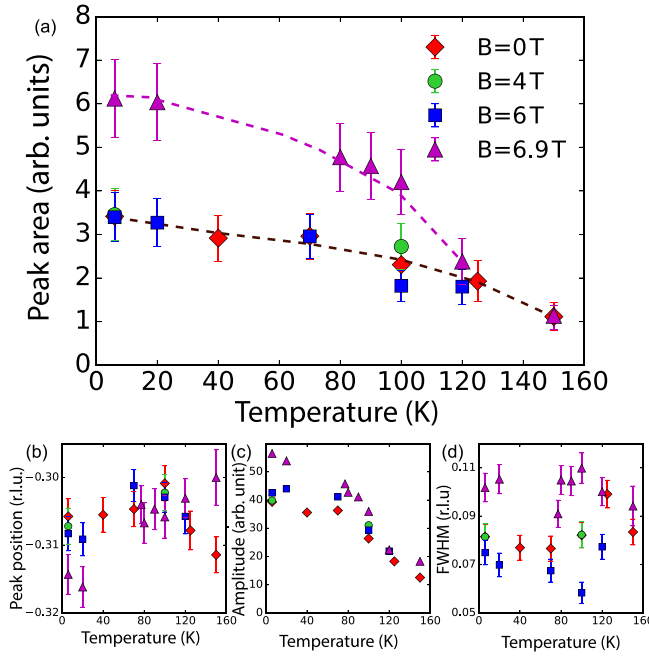 (a)
8
7
6
5
4
3
2
1
0
Peak area (arb. units)
B=0T
B=4T
B=6T
B=6.9T
0 20 40 60 80 100 120 140 160
Temperature (K)
(b)
−0.30
−0.31
−0.32
Peak position (r.l.u.)
0 40 80 120 160
Temperature (K)
(c)
50
40
30
20
10
0
Amplitude (arb. unit)
0 40 80 120 160
Temperature (K)
(d)
0.11
0.09
0.07
0.05
FWHM (r.l.u)
0 40 80 120 160
Temperature (K)